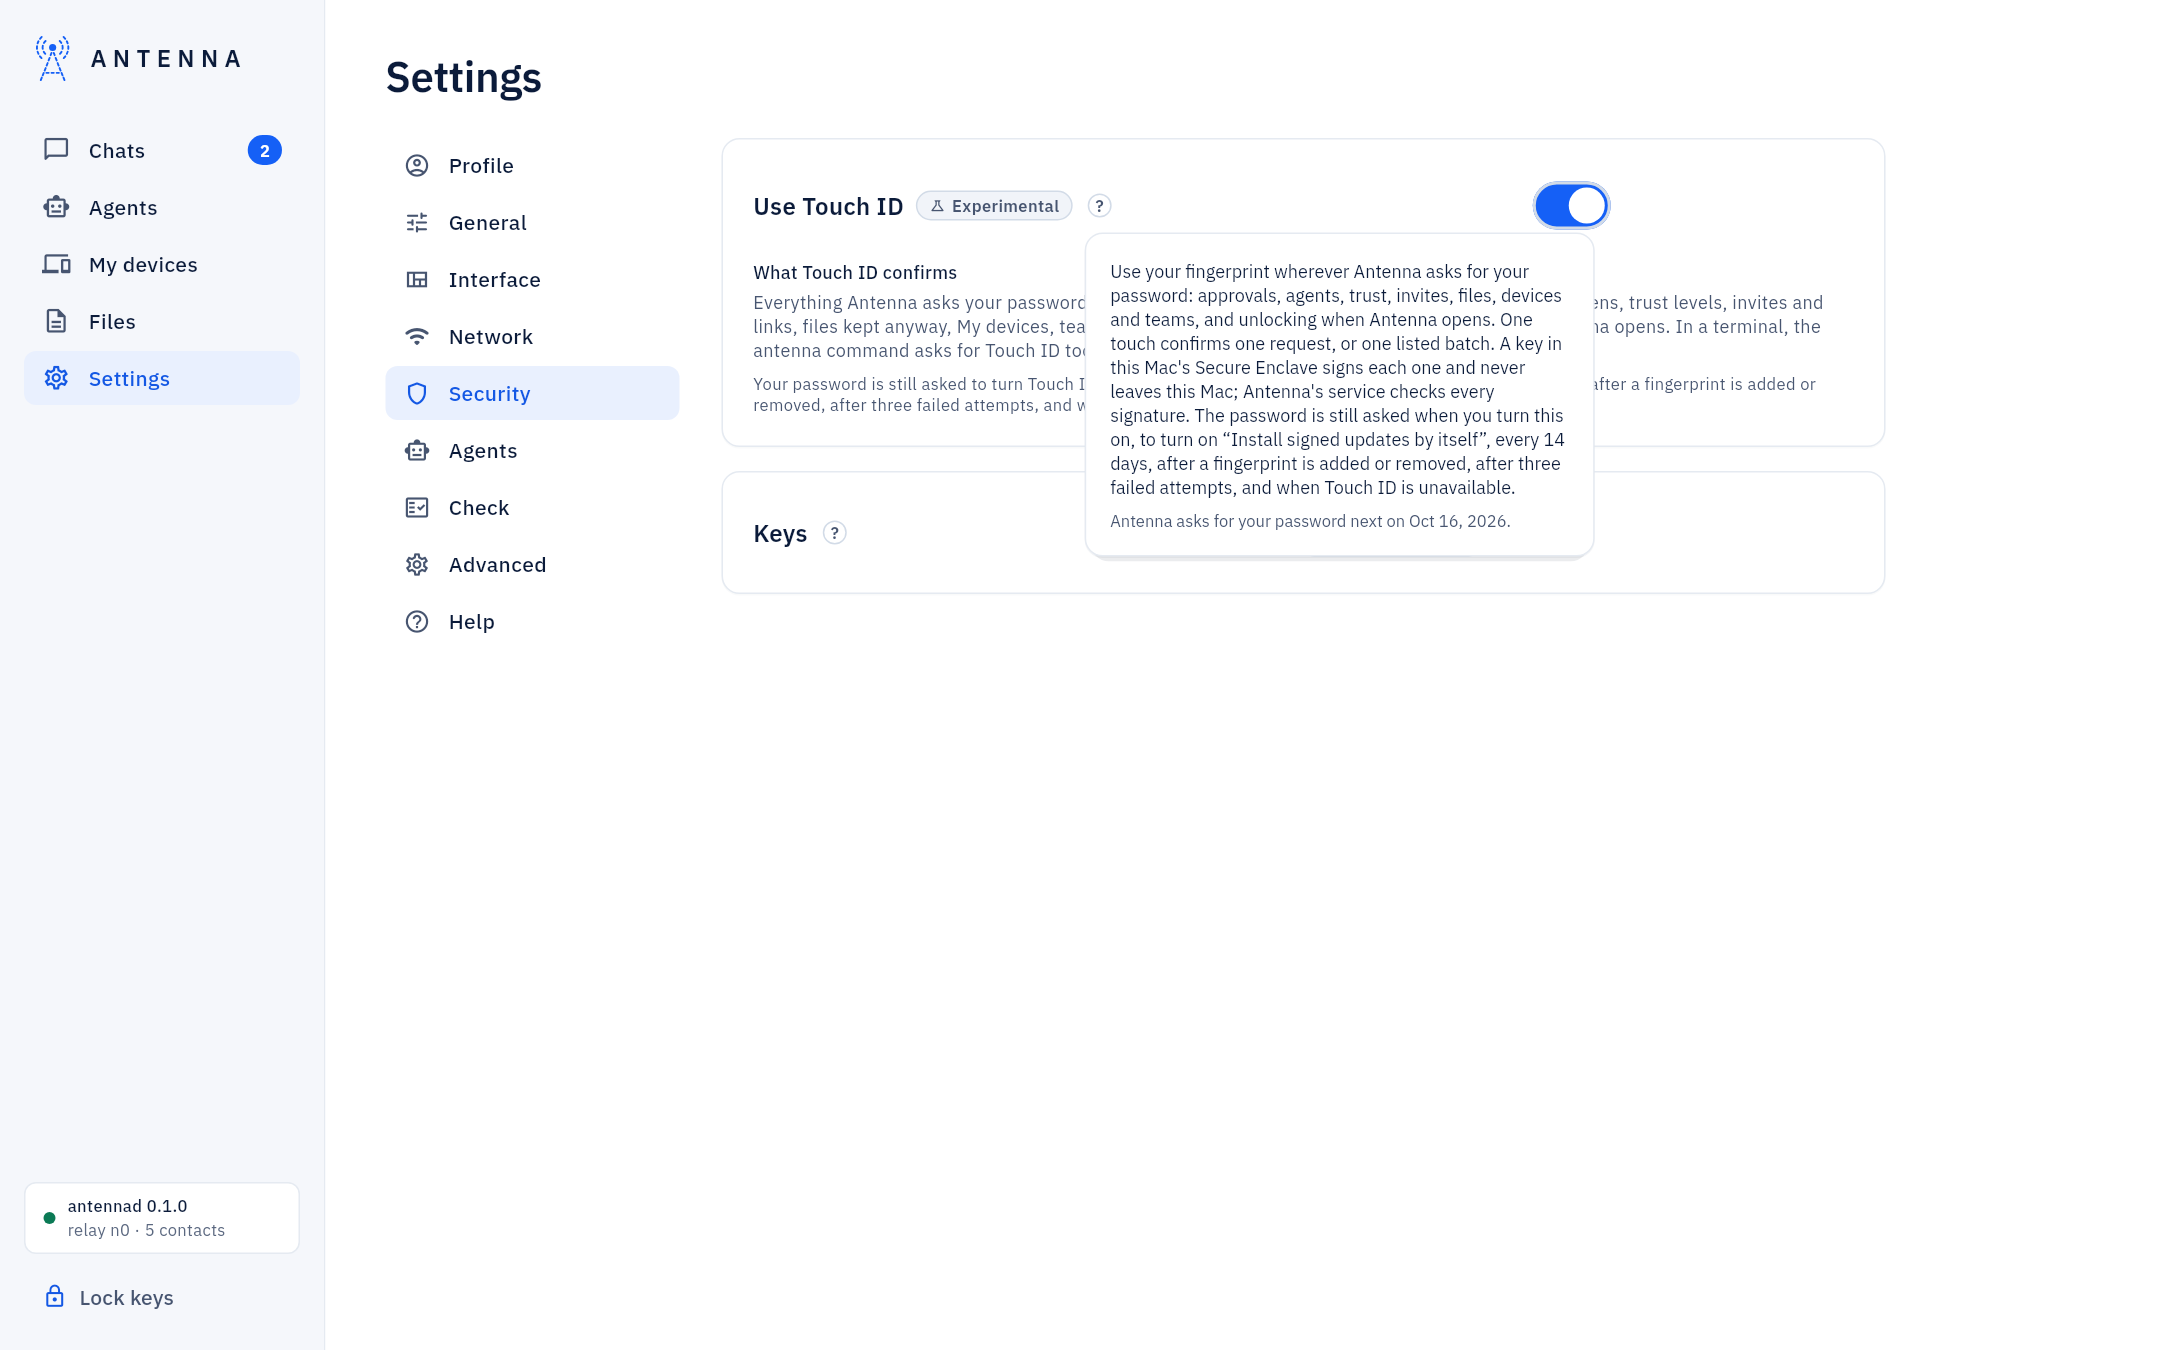 ANTENNA
Chats 2
Agents
My devices
Files
Settings
antennad 0.1.0
relay n0 · 5 contacts
Lock keys
Settings
Profile
General
Interface
Network
Security
Agents
Check
Advanced
Help
Use Touch ID Experimental ?
What Touch ID confirms
Everything Antenna asks your password
links, files kept anyway, My devices,
antenna command asks for Touch ID
Your password is still asked to turn Touch
removed, after three failed attempts, and
trust levels, invites and
opens. In a terminal, the
after a fingerprint is added or
Use your fingerprint wherever Antenna asks for your
password: approvals, agents, trust, invites, files, devices
and teams, and unlocking when Antenna opens. One
touch confirms one request, or one listed batch. A key in
this Mac's Secure Enclave signs each one and never
leaves this Mac; Antenna's service checks every
signature. The password is still asked when you turn this
on, to turn on “Install signed updates by itself”, every 14
days, after a fingerprint is added or removed, after three
failed attempts, and when Touch ID is unavailable.
Antenna asks for your password next on Oct 16, 2026.
Keys ?